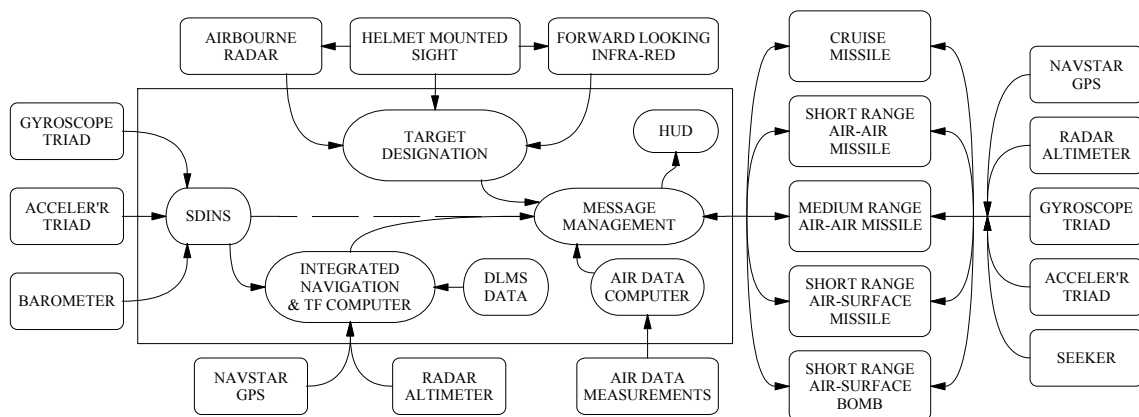 AIRBOURNE
RADAR
HELMET MOUNTED
SIGHT
FORWARD LOOKING
INFRA-RED
CRUISE
MISSILE
NAVSTAR
GPS
GYROSCOPE
TRIAD
TARGET
DESIGNATION
HUD
SHORT RANGE
AIR-AIR
MISSILE
RADAR
ALTIMETER
ACCELER'R
TRIAD
SDINS
MESSAGE
MANAGEMENT
MEDIUM RANGE
AIR-AIR MISSILE
GYROSCOPE
TRIAD
BAROMETER
INTEGRATED
NAVIGATION
& TF COMPUTER
DLMS
DATA
AIR DATA
COMPUTER
SHORT RANGE
AIR-SURFACE
MISSILE
ACCELER'R
TRIAD
NAVSTAR
GPS
RADAR
ALTIMETER
AIR DATA
MEASUREMENTS
SHORT RANGE
AIR-SURFACE
BOMB
SEEKER